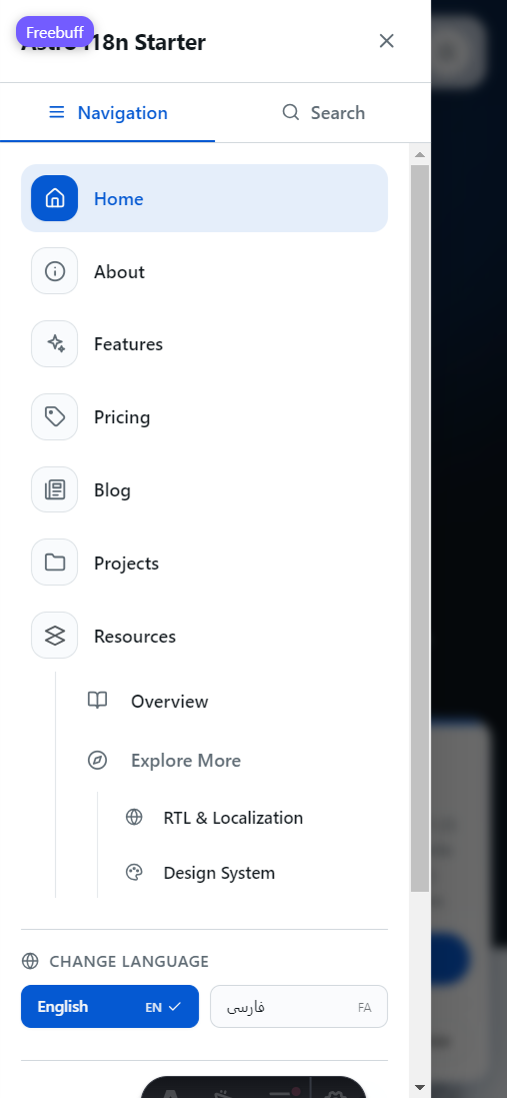 Freebuff
Astro i18n Starter
Navigation
Search
Home
About
Features
Pricing
Blog
Projects
Resources
Overview
Explore More
RTL & Localization
Design System
CHANGE LANGUAGE
English EN
فارسی FA